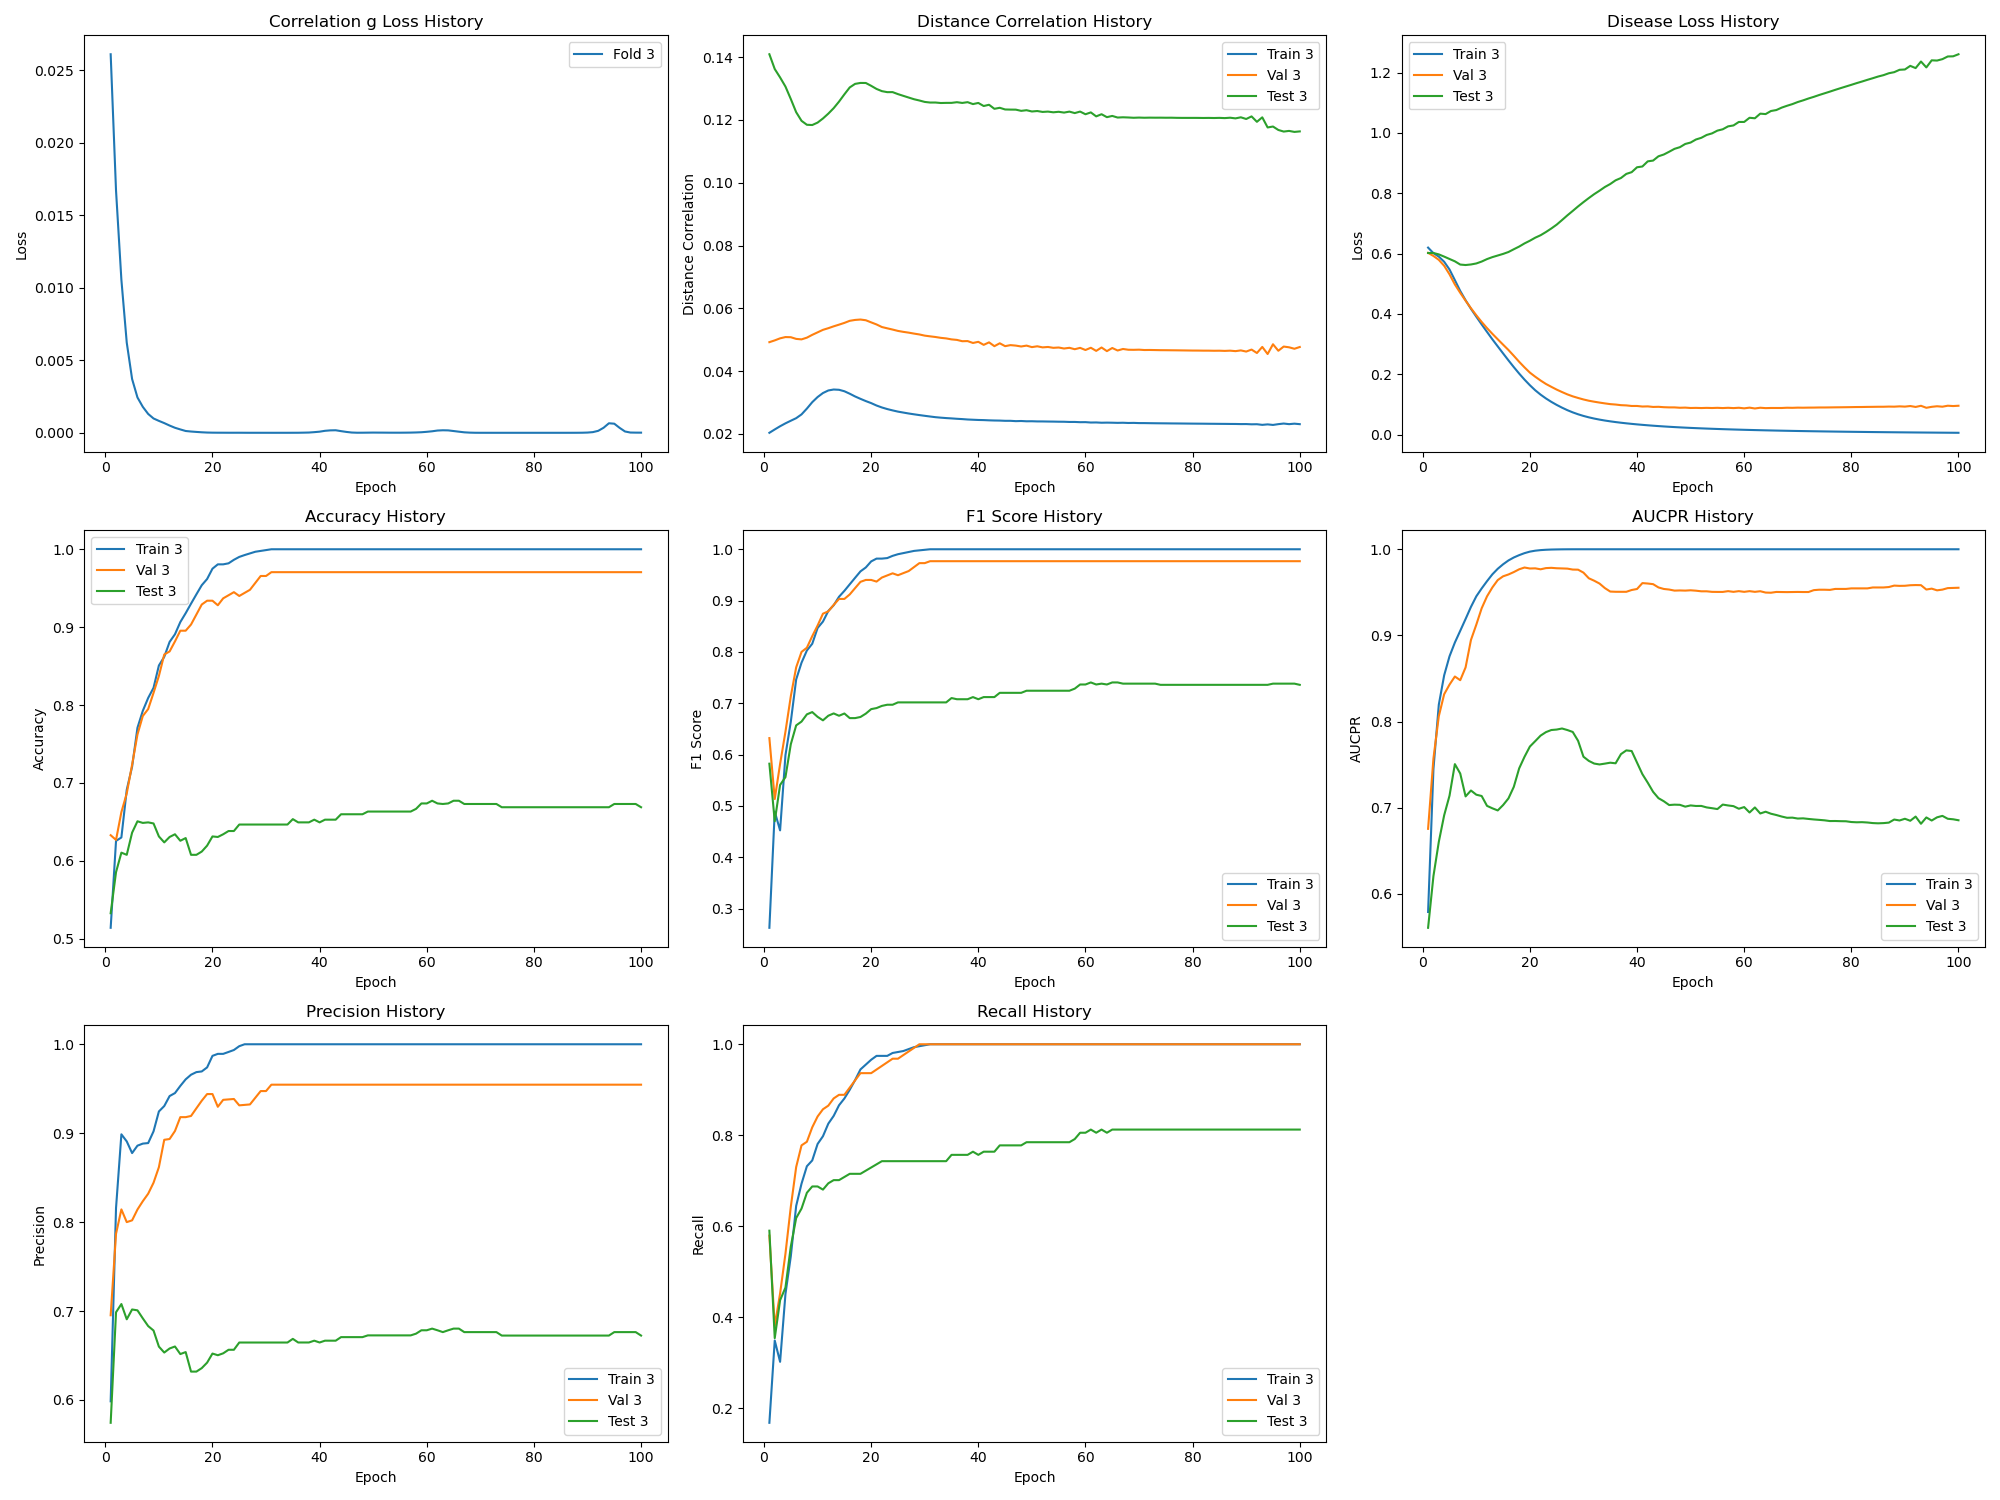 Correlation g Loss History
Fold 3
0.025
0.020
0.015
0.010
0.005
0.000
Loss
0 20 40 60 80 100
Epoch
Distance Correlation History
Train 3
Val 3
Test 3
0.14
0.12
0.10
0.08
0.06
0.04
0.02
Distance Correlation
0 20 40 60 80 100
Epoch
Disease Loss History
Train 3
Val 3
Test 3
1.2
1.0
0.8
0.6
0.4
0.2
0.0
Loss
0 20 40 60 80 100
Epoch
Accuracy History
Train 3
Val 3
Test 3
1.0
0.9
0.8
0.7
0.6
0.5
Accuracy
0 20 40 60 80 100
Epoch
F1 Score History
1.0
0.9
0.8
0.7
0.6
0.5
0.4
0.3
F1 Score
Train 3
Val 3
Test 3
0 20 40 60 80 100
Epoch
AUCPR History
1.0
0.9
0.8
0.7
0.6
AUCPR
Train 3
Val 3
Test 3
0 20 40 60 80 100
Epoch
Precision History
1.0
0.9
0.8
0.7
0.6
Precision
Train 3
Val 3
Test 3
0 20 40 60 80 100
Epoch
Recall History
1.0
0.8
0.6
0.4
0.2
Recall
Train 3
Val 3
Test 3
0 20 40 60 80 100
Epoch